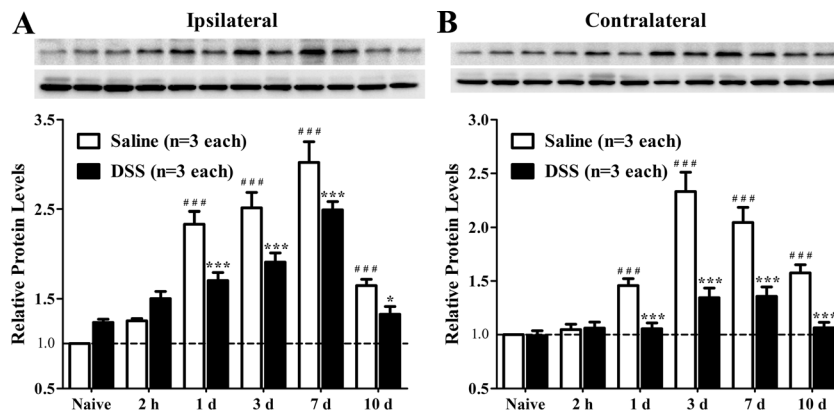 A
Ipsilateral
Relative Protein Levels
3.5
2.5
1.5
1.0
0.5
Saline (n=3 each)
DSS (n=3 each)
###
***
###
***
###
***
###
*
Naive
2 h
1 d
3 d
7 d
10 d
B
Contralateral
Relative Protein Levels
3.0
2.5
2.0
1.5
1.0
0.5
Saline (n=3 each)
DSS (n=3 each)
###
***
###
***
###
***
###
***
Naive
2 h
1 d
3 d
7 d
10 d